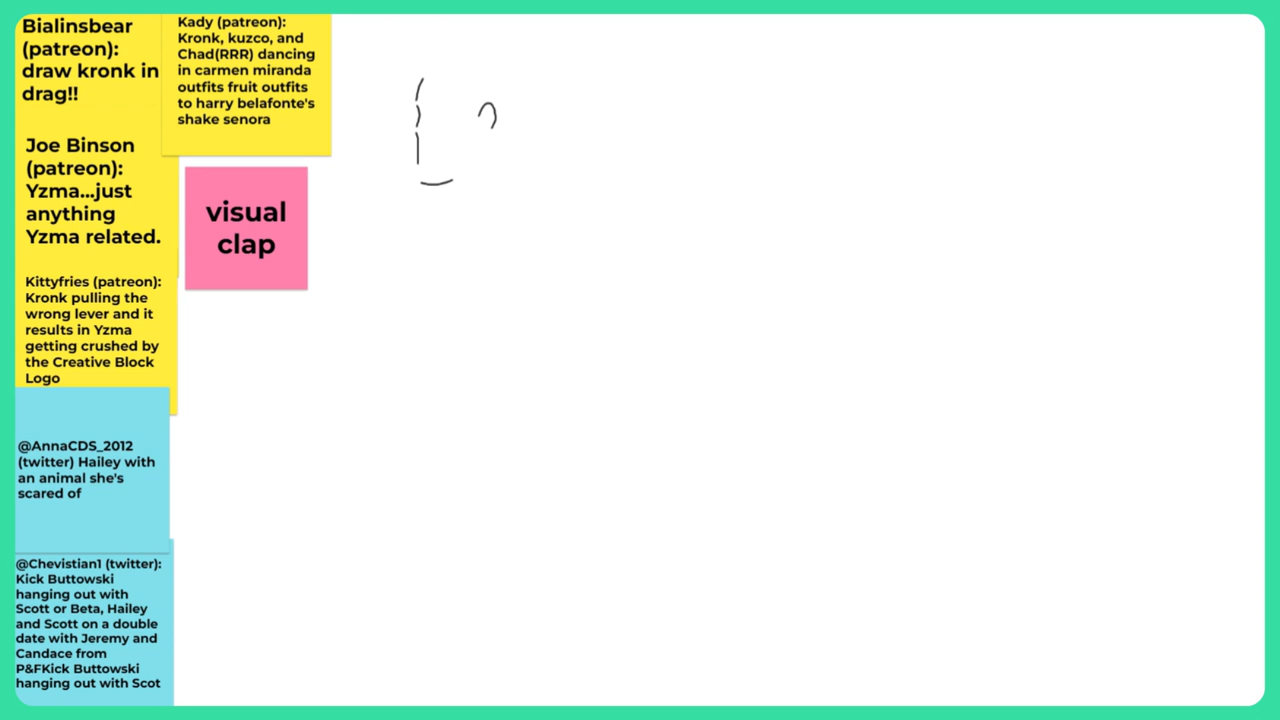 Bialinsbear
(patreon):
draw kronk in
drag!!
Joe Binson
(patreon):
Yzma...just
anything
Yzma related.
Kittyfries (patreon):
Kronk pulling the
wrong lever and it
results in Yzma
getting crushed by
the Creative Block
Logo
@AnnaCDS_2012
(twitter) Hailey with
an animal she's
scared of
@Chevistian1 (twitter):
Kick Buttowski
hanging out with
Scott or Beta, Hailey
and Scott on a double
date with Jeremy and
Candace from
P&FKick Buttowski
hanging out with Scot
Kady (patreon):
Kronk, kuzco, and
Chad(RRR) dancing
in carmen miranda
outfits fruit outfits
to harry belafonte's
shake senora
visual
clap